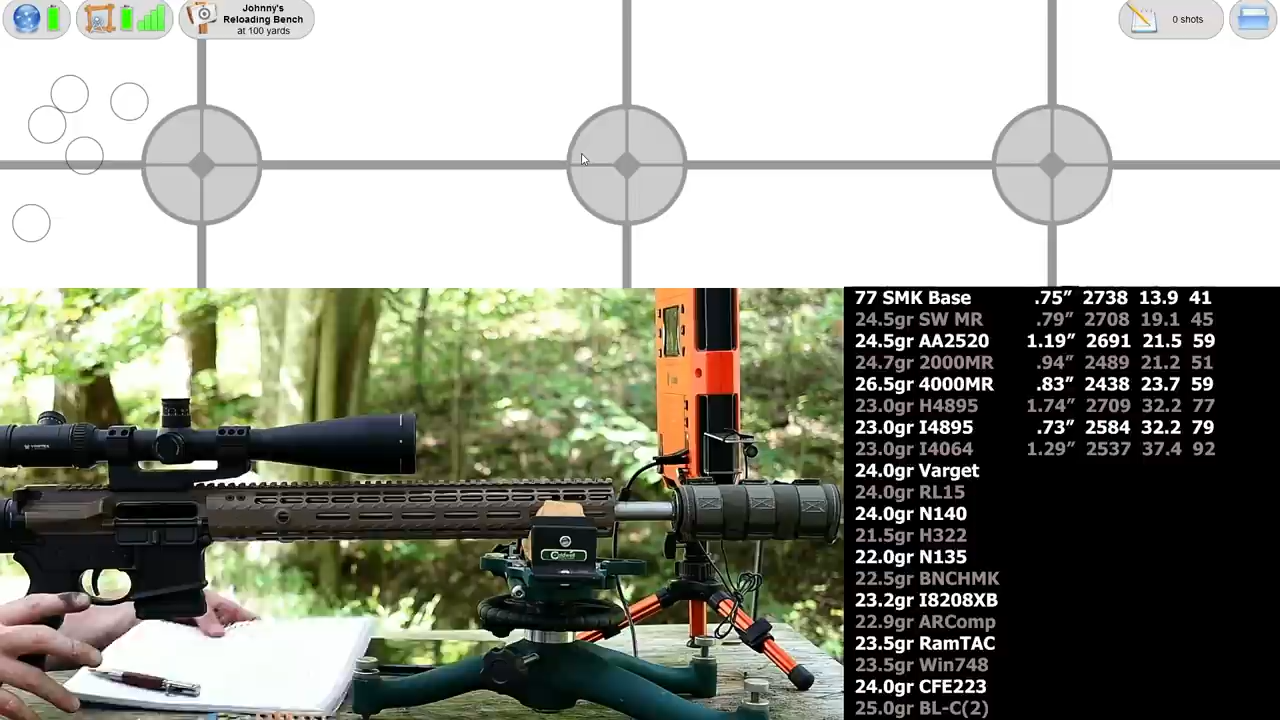 Johnny's
Reloading Bench
at 100 yards
0 shots
77 SMK Base .75" 2738 13.9 41
24.5gr SW MR .79" 2708 19.1 45
24.5gr AA2520 1.19" 2691 21.5 59
24.7gr 2000MR .94" 2489 21.2 51
26.5gr 4000MR .83" 2438 23.7 59
23.0gr H4895 1.74" 2709 32.2 77
23.0gr I4895 .73" 2584 32.2 79
23.0gr I4064 1.29" 2537 37.4 92
24.0gr Varget
24.0gr RL15
24.0gr N140
21.5gr H322
22.0gr N135
22.5gr BNCHMK
23.2gr I8208XB
22.9gr ARComp
23.5gr RamTAC
23.5gr Win748
24.0gr CFE223
25.0gr BL-C(2)
Caldwell